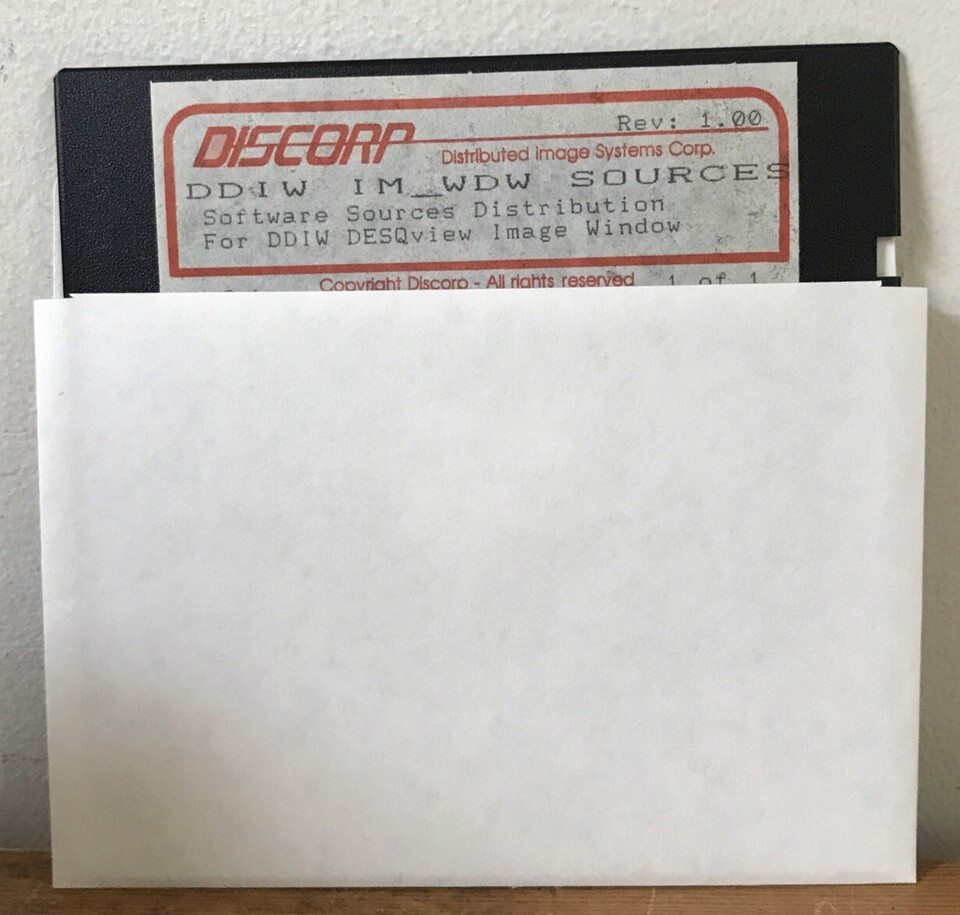 Rev: 1.00
DISCORP
Distributed Image Systems Corp.
DDIW IM_WDW SOURCES
Software Sources Distribution
For DDIW DESQview Image Window
Copyright Discorp - All rights reserved 1 of 1